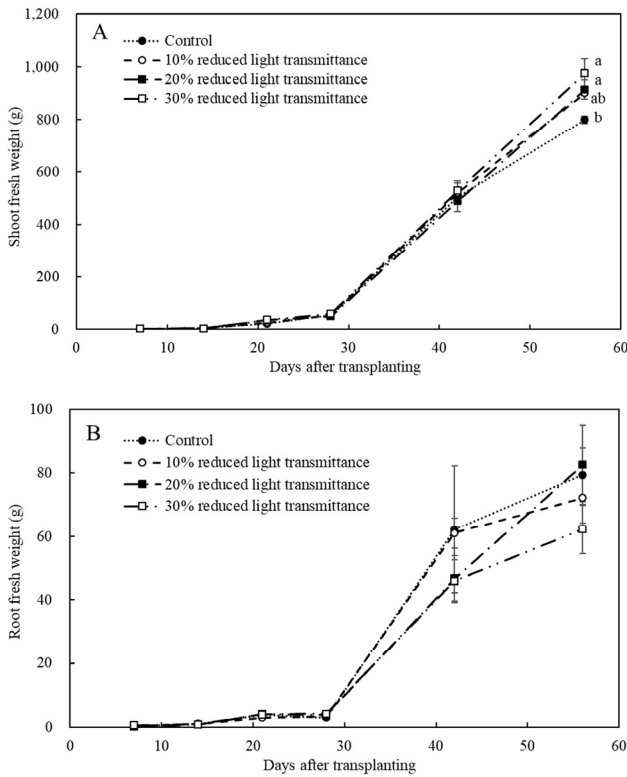 A
Control
10% reduced light transmittance
20% reduced light transmittance
30% reduced light transmittance
Shoot fresh weight (g)
1,200
1,000
800
600
400
200
0
a
a
ab
b
0 10 20 30 40 50 60
Days after transplanting
B
Control
10% reduced light transmittance
20% reduced light transmittance
30% reduced light transmittance
Root fresh weight (g)
100
80
60
40
20
0
0 10 20 30 40 50 60
Days after transplanting